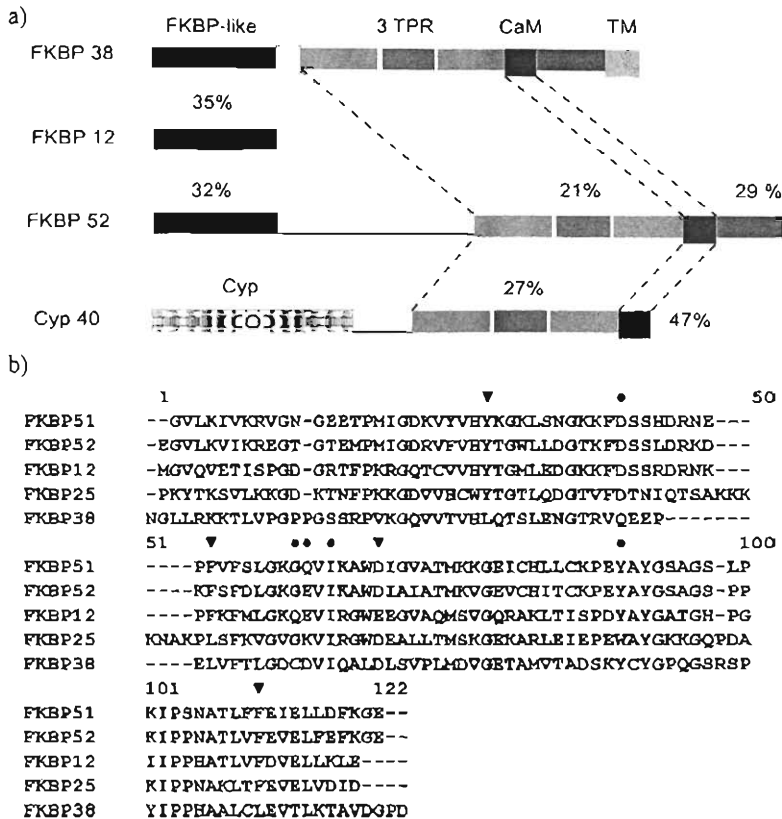 a)
FKBP-like 3 TPR CaM TM
FKBP 38
35%
FKBP 12
32% 21% 29 %
FKBP 52
Cyp 27%
Cyp 40 47%
b)
1 ▼ ● 50
FKBP51 --GVLKIVKRVGN-GEETPMIGDKVYVHYKGKLSNGKKFDSSHDRNE---
FKBP52 -EGVLKVIKREGT-GTEMPMIGDRVFVHYTGWLLDGTKFDSSLDRKD---
FKBP12 -MGVQVETISPGD-GRTFPKRGQTCVVHYTGMLEDGKKFDSSRDRNK---
FKBP25 -PKYTKSVLKKGD-KTNFPKKGDVVHCWYTGTLQDGTVFDTNIQTSAKKK
FKBP38 NGLLRKKTLVPGPPGSSRPVKGQVVTVHLQTSLENGTRVQEEP-------
51 ▼ ●● ● ▼ ● 100
FKBP51 ---PFVFSLGKGQVIKAWDIGVATMKKGEICHLLCKPEYAYGSAGS-LP
FKBP52 ---KFSFDLGKGEVIKAWDIAIATMKVGEVCHITCKPEYAYGSAGS-PP
FKBP12 ---PFKFMLGKQEVIRGWEEGVAQMSVGQRAKLTISPDYAYGATGH-PG
FKBP25 KNAKPLSFKVGVGKVIRGWDEALLTMSKGEKARLEIEPEWAYGKKGQPDA
FKBP38 ---ELVFTLGDCDVIQALDLSVPLMDVGETAMVTADSKYCYGPQGSRSP
101 ▼ 122
FKBP51 KIPSNATLFFEIELLDFKGE--
FKBP52 KIPPNATLVFEVELFEFKGE--
FKBP12 IIPPHATLVFDVELLKLE----
FKBP25 KIPPNAKLTFEVELVDID----
FKBP38 YIPPHAALCLEVTLKTAVDGPD